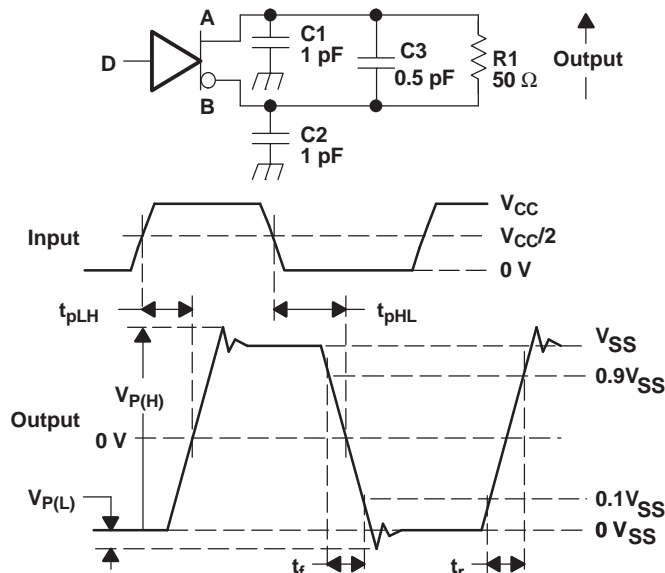 A
C1
1 pF
C3
0.5 pF
R1
50 Ω
Output
D
B
C2
1 pF
Input
VCC
VCC/2
0 V
tpLH
tpHL
VSS
0.9VSS
VP(H)
Output
0 V
VP(L)
0.1VSS
0 VSS
tf
tr